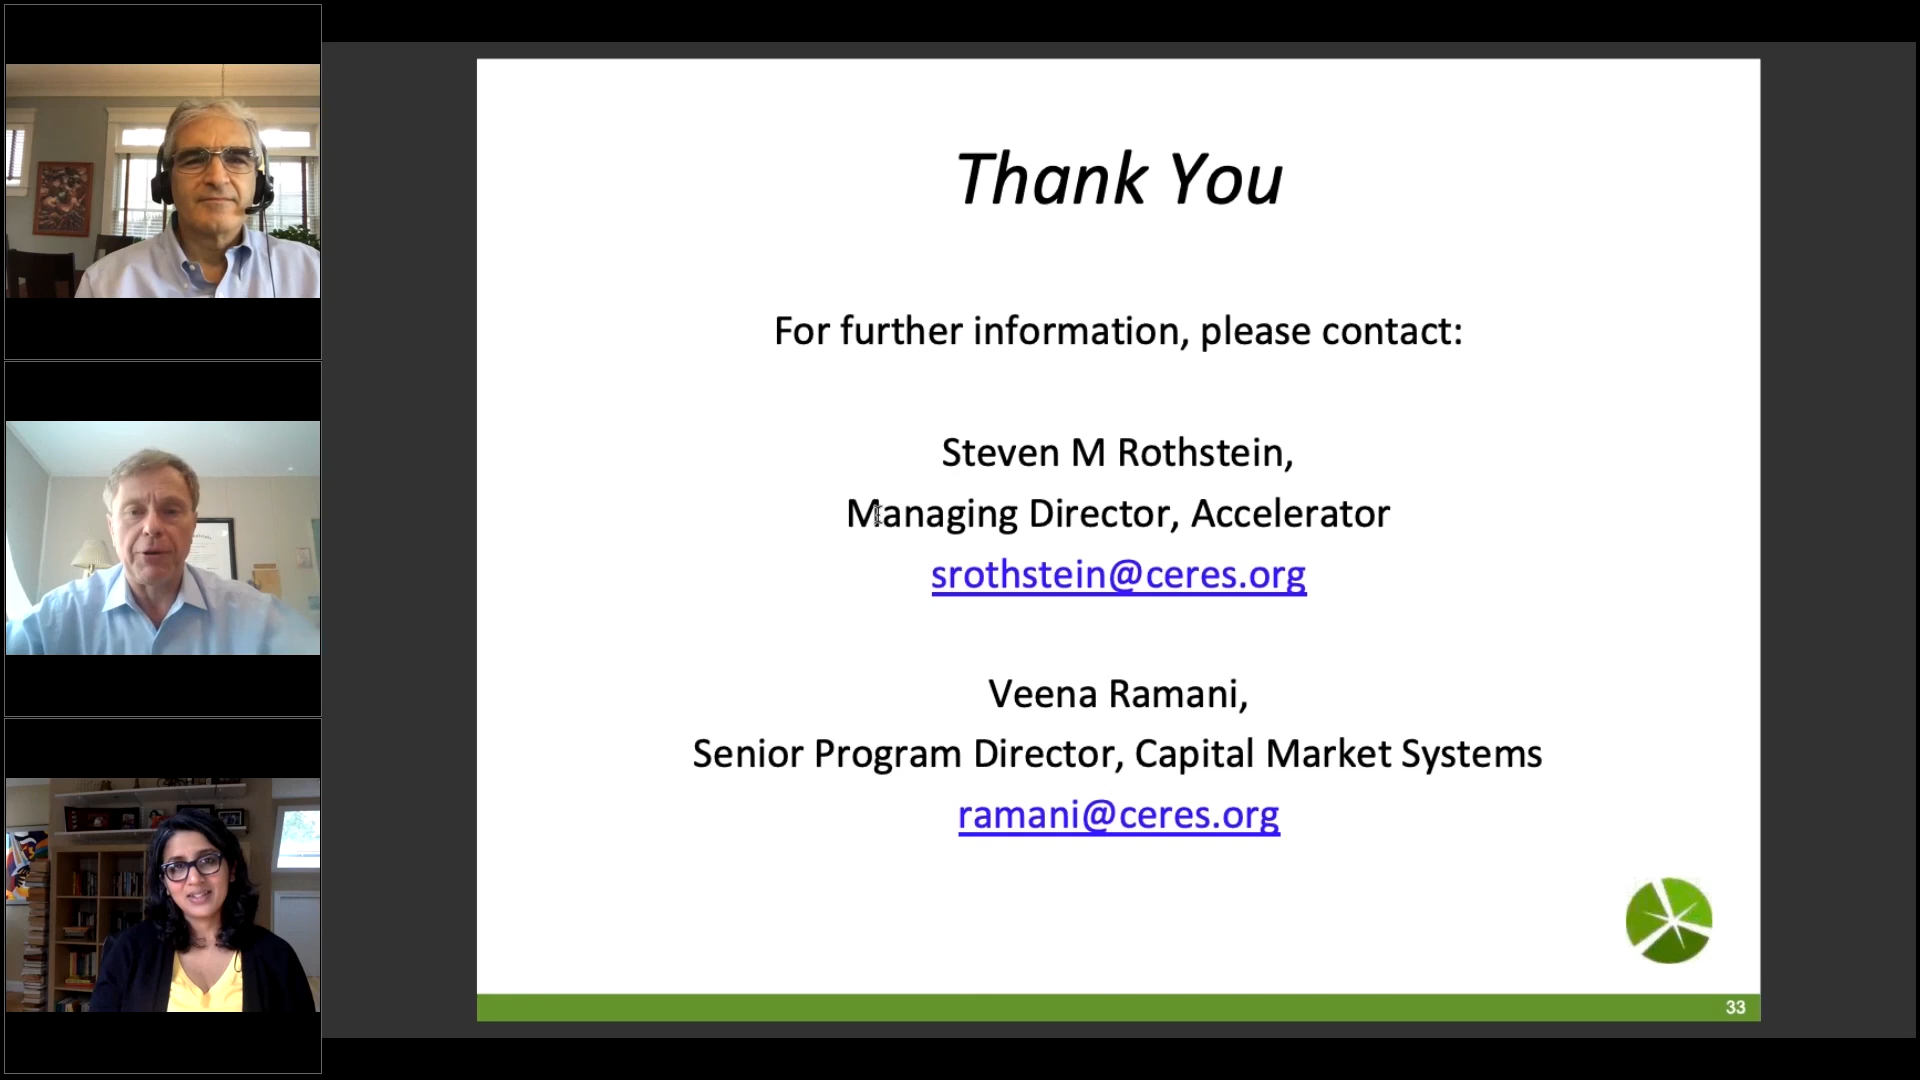 Thank You
For further information, please contact:
Steven M Rothstein,
Managing Director, Accelerator
srothstein@ceres.org
Veena Ramani,
Senior Program Director, Capital Market Systems
ramani@ceres.org
33